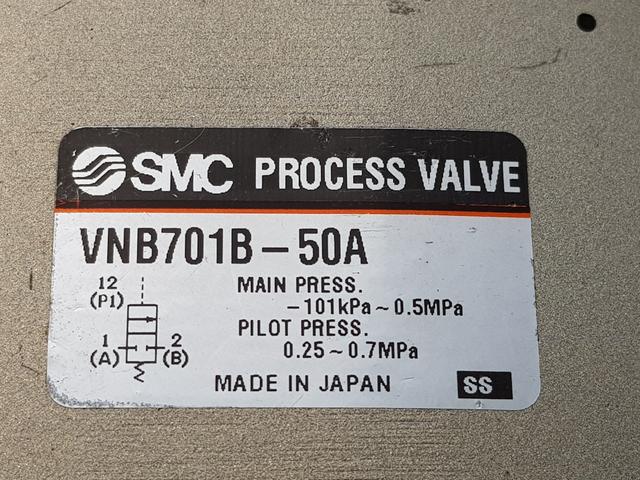 SMC PROCESS VALVE
VNB701B-50A
12
(P1)
MAIN PRESS.
-101kPa~0.5MPa
PILOT PRESS.
0.25~0.7MPa
1
(A)
2
(B)
MADE IN JAPAN
SS